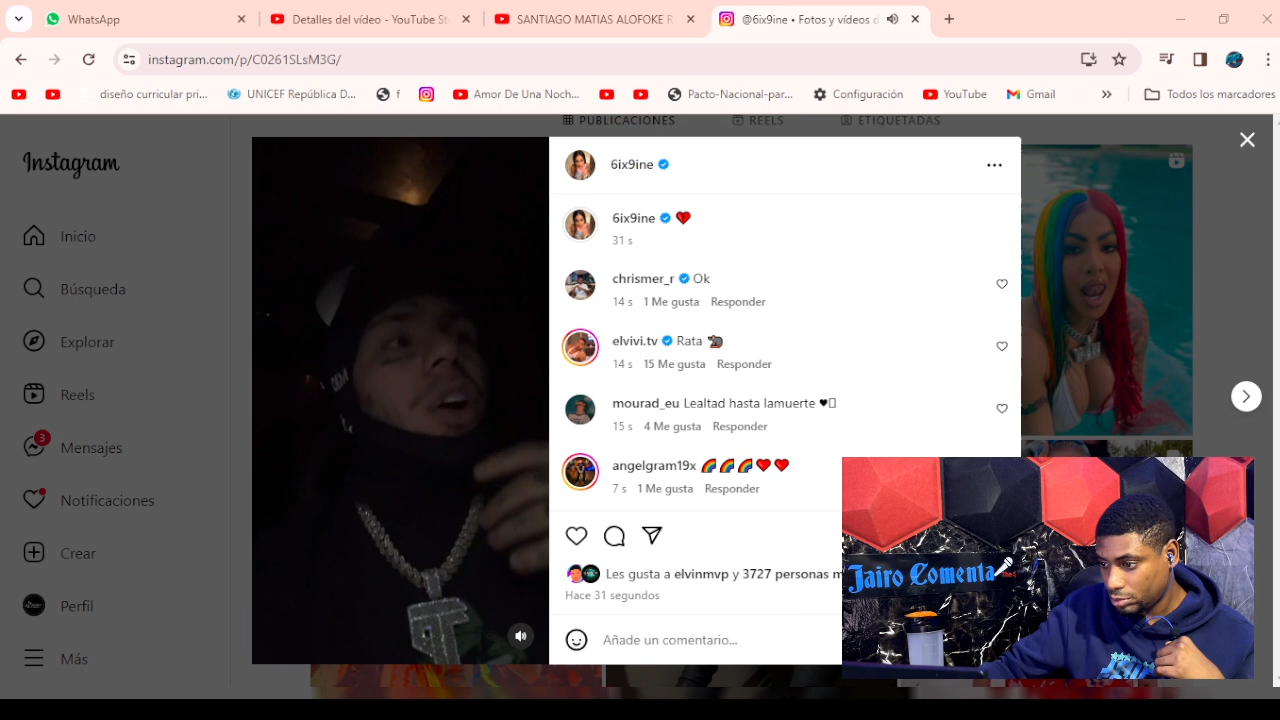 WhatsApp
Detalles del vídeo - YouTube St
SANTIAGO MATIAS ALOFOKE R
@6ix9ine • Fotos y vídeos d
instagram.com/p/C0261SLsM3G/
diseño curricular pri...
UNICEF República D...
f
Amor De Una Noch...
Pacto-Nacional-par...
Configuración
YouTube
Gmail
Todos los marcadores
PUBLICACIONES
REELS
ETIQUETADAS
Instagram
Inicio
Búsqueda
Explorar
Reels
3
Mensajes
Notificaciones
Crear
Perfil
Más
6ix9ine
6ix9ine ❤️
31 s
chrismer_r Ok
14 s 1 Me gusta Responder
elvivi.tv Rata 🐀
14 s 15 Me gusta Responder
mourad_eu Lealtad hasta lamuerte ♥
15 s 4 Me gusta Responder
angelgram19x 🌈🌈🌈❤️❤️
7 s 1 Me gusta Responder
Les gusta a elvinmvp y 3727 personas m
Hace 31 segundos
Añade un comentario...
Jairo Comenta